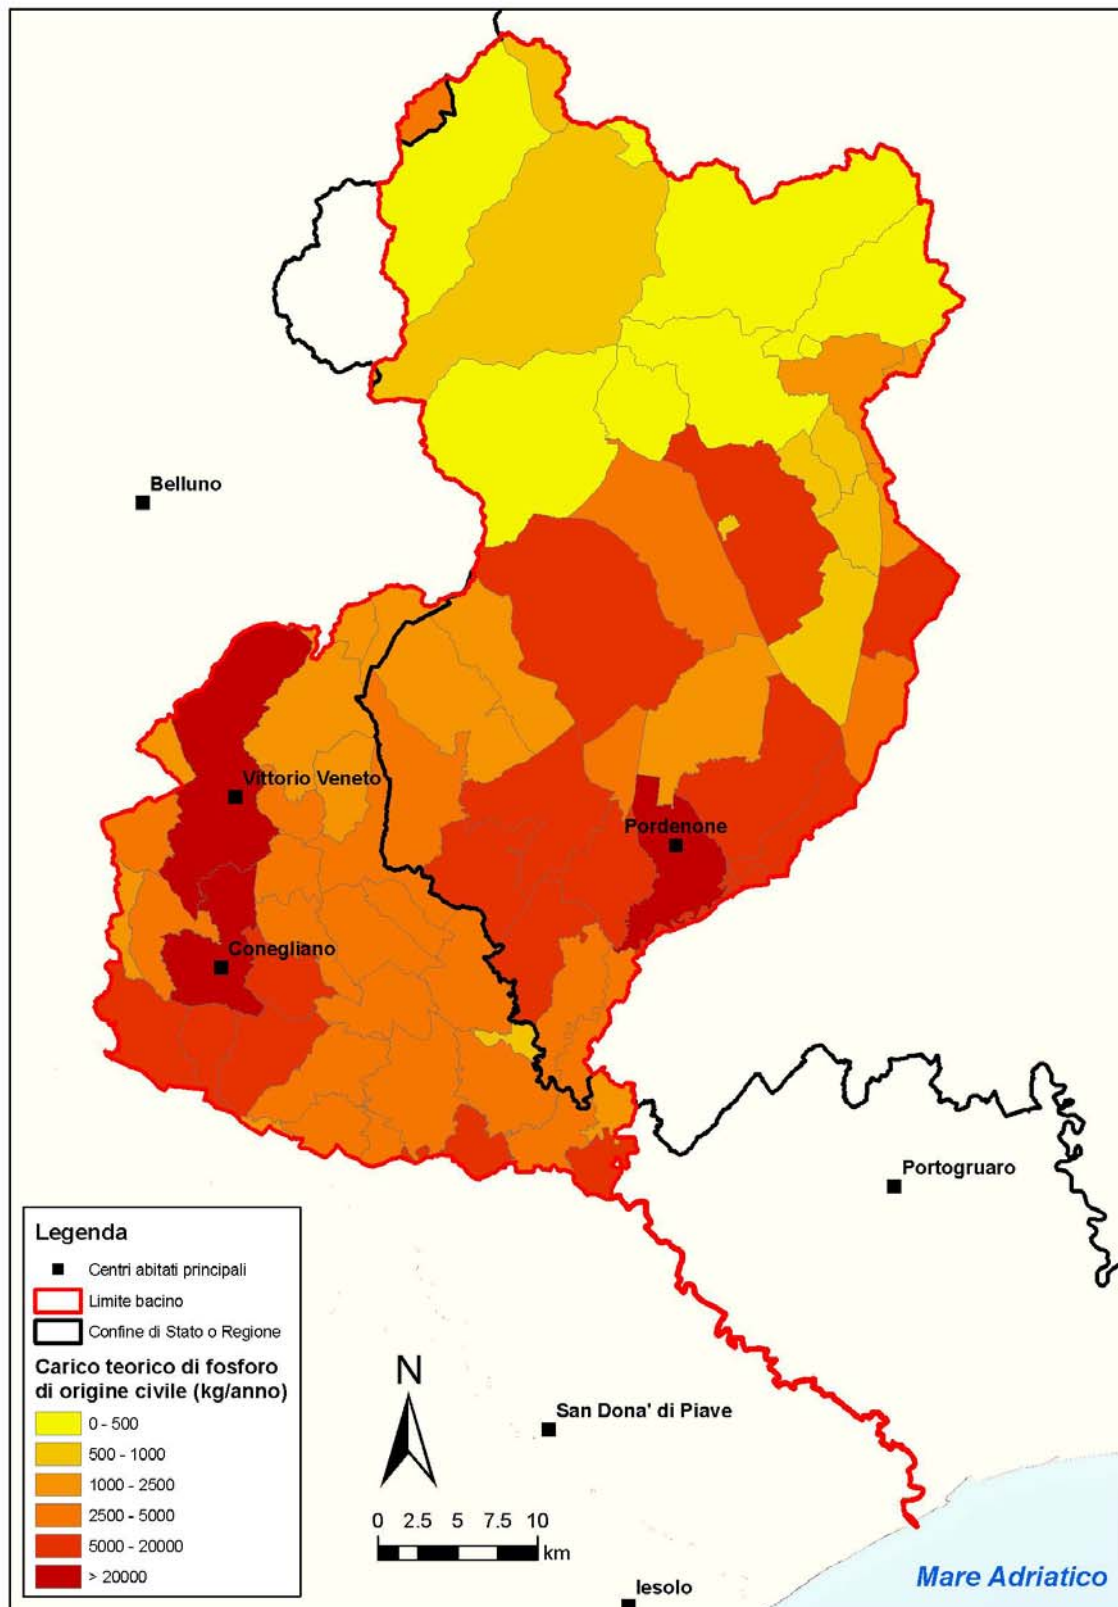 Belluno
Vittorio Veneto
Pordenone
Conegliano
Portogruaro
Legenda
Centri abitati principali
Limite bacino
Confine di Stato o Regione
Carico teorico di fosforo
di origine civile (kg/anno)
0 - 500
500 - 1000
1000 - 2500
2500 - 5000
5000 - 20000
> 20000
N
0 2.5 5 7.5 10
km
San Dona' di Piave
Iesolo
Mare Adriatico